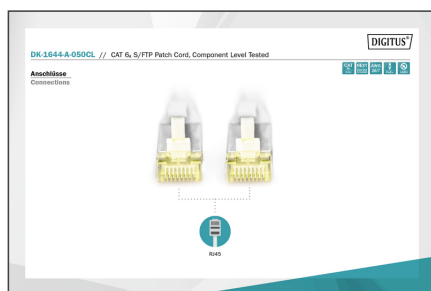 DIGITUS®
DK-1644-A-050CL // CAT 6A S/FTP Patch Cord, Component Level Tested
Anschlüsse
Connections
RJ45